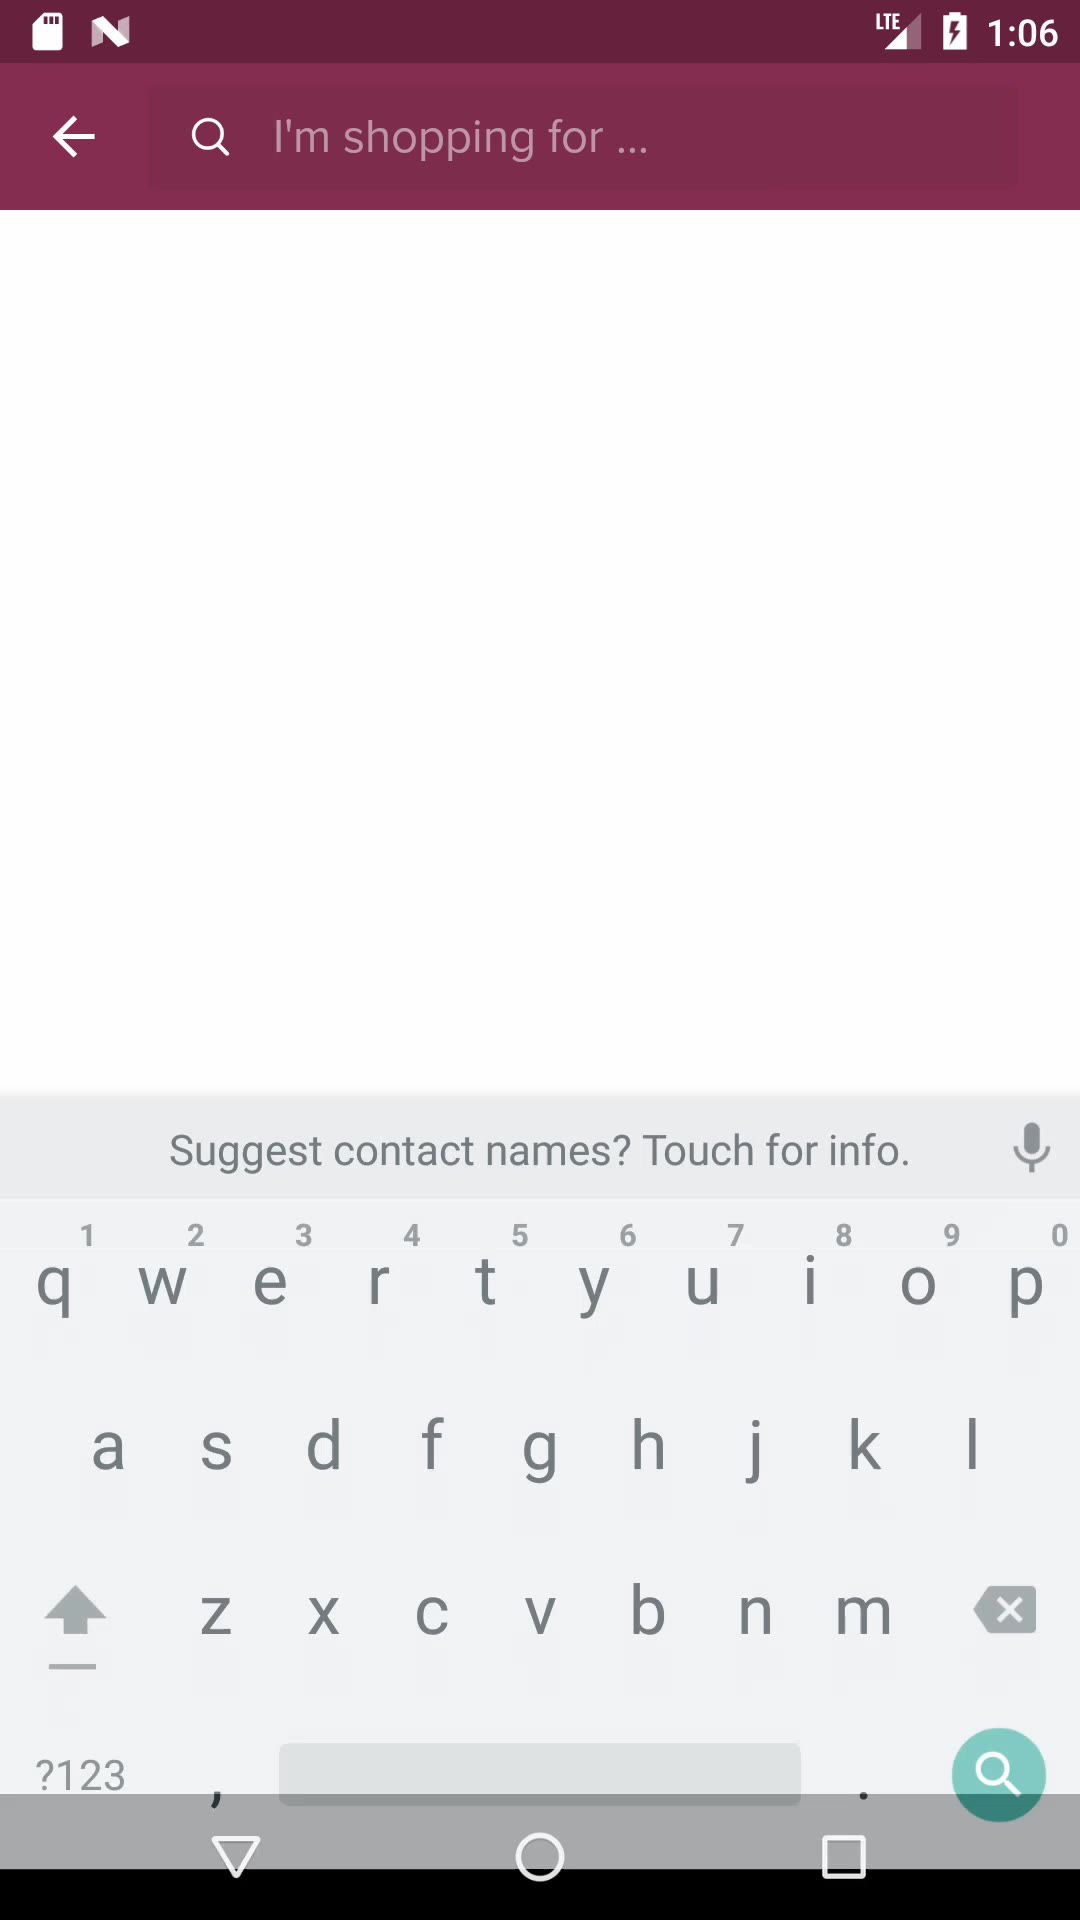 LTE 1:06
I'm shopping for ...
Suggest contact names? Touch for info.
1 2 3 4 5 6 7 8 9 0
q w e r t y u i o p
a s d f g h j k l
z x c v b n m
?123 , .